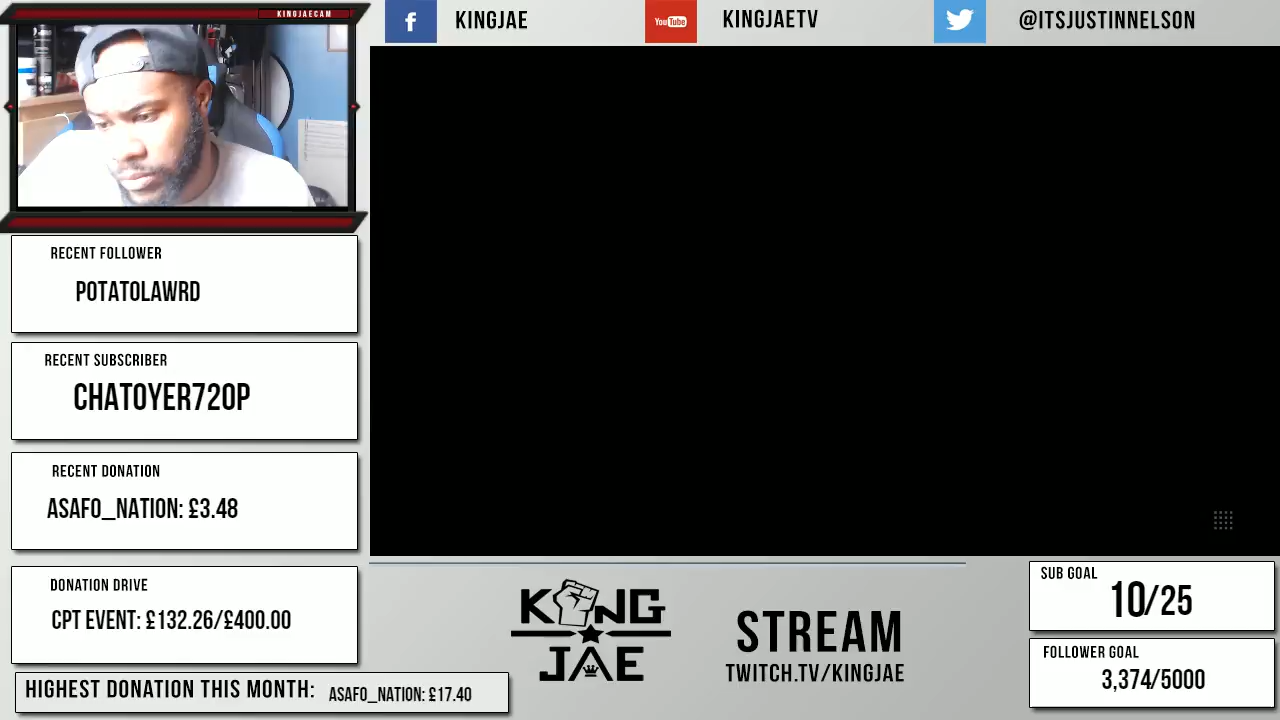 KINGJAECAM
KINGJAE
YouTube
KINGJAETV
@ITSJUSTINNELSON
RECENT FOLLOWER
POTATOLAWRD
RECENT SUBSCRIBER
CHATOYER720P
RECENT DONATION
ASAFO_NATION: £3.48
DONATION DRIVE
CPT EVENT: £132.26/£400.00
HIGHEST DONATION THIS MONTH: ASAFO_NATION: £17.40
KING
JAE
STREAM
TWITCH.TV/KINGJAE
SUB GOAL
10/25
FOLLOWER GOAL
3,374/5000